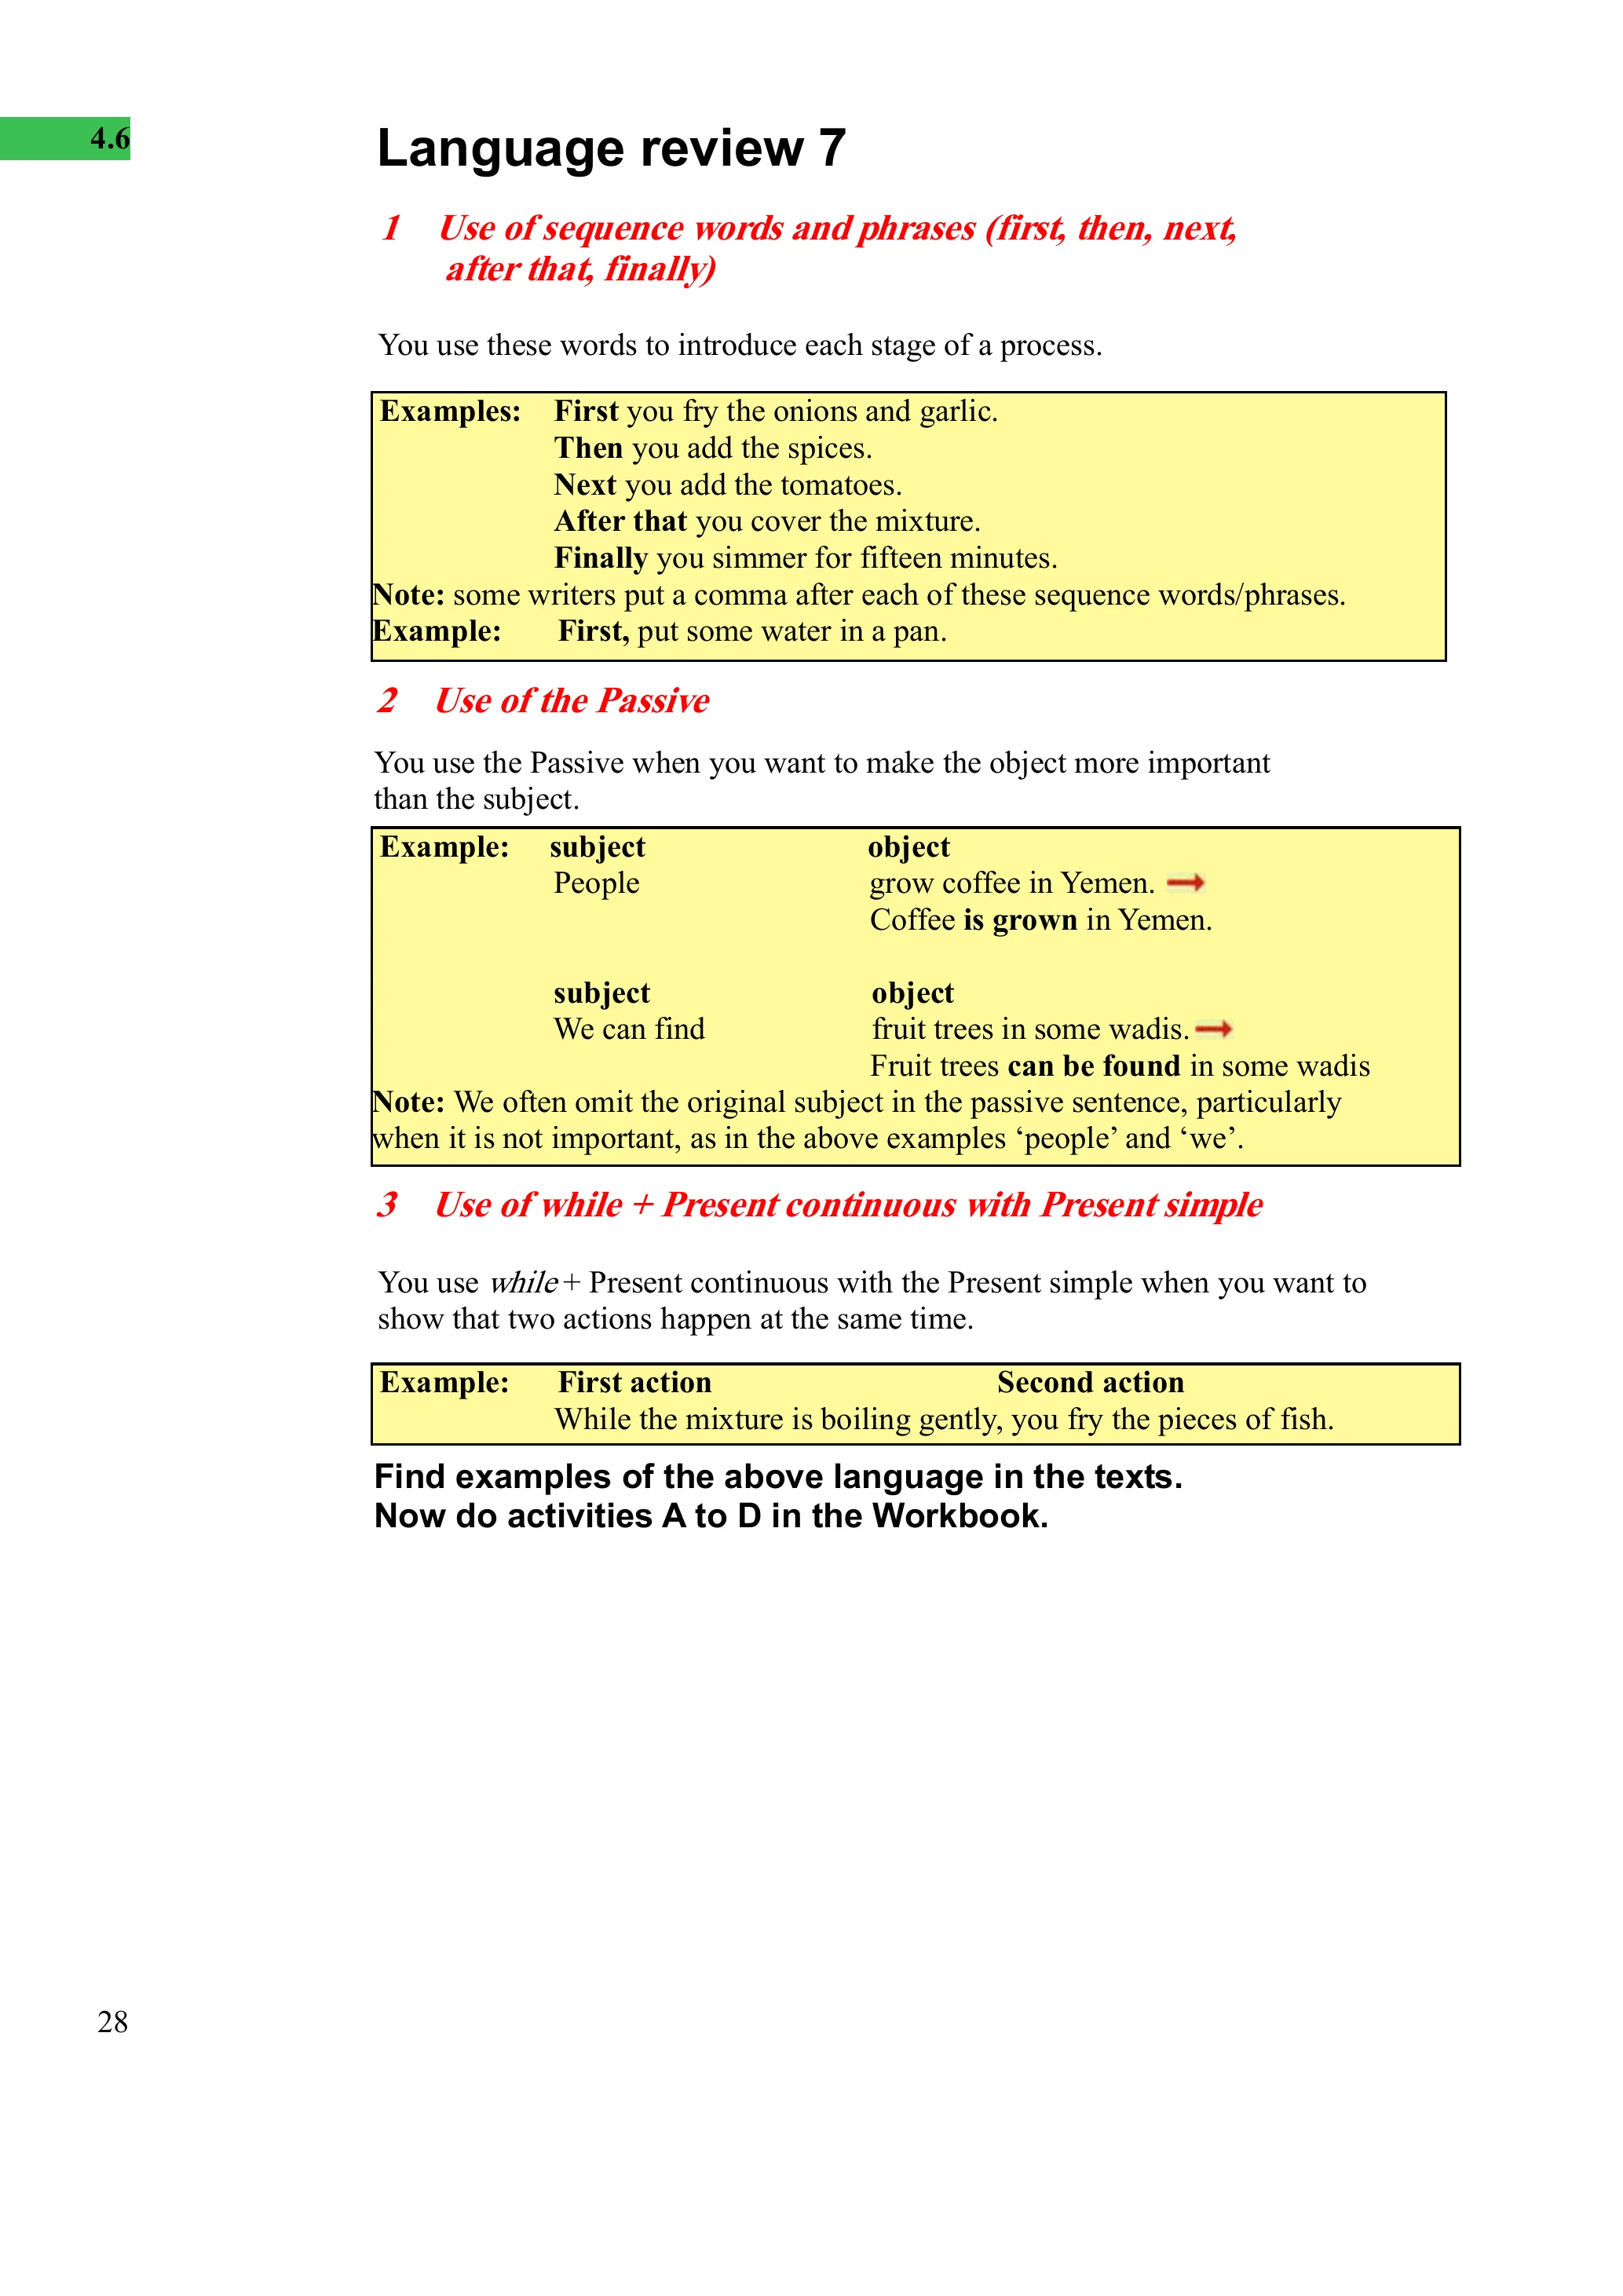 4.6
Language review 7
1 Use of sequence words and phrases (first, then, next,
after that, finally)
You use these words to introduce each stage of a process.
Examples: First you fry the onions and garlic.
Then you add the spices.
Next you add the tomatoes.
After that you cover the mixture.
Finally you simmer for fifteen minutes.
Note: some writers put a comma after each of these sequence words/phrases.
Example: First, put some water in a pan.
2 Use of the Passive
You use the Passive when you want to make the object more important
than the subject.
Example: subject object
People grow coffee in Yemen. →
Coffee is grown in Yemen.
subject object
We can find fruit trees in some wadis. →
Fruit trees can be found in some wadis
Note: We often omit the original subject in the passive sentence, particularly
when it is not important, as in the above examples ‘people’ and ‘we’.
3 Use of while + Present continuous with Present simple
You use while + Present continuous with the Present simple when you want to
show that two actions happen at the same time.
Example: First action Second action
While the mixture is boiling gently, you fry the pieces of fish.
Find examples of the above language in the texts.
Now do activities A to D in the Workbook.
28